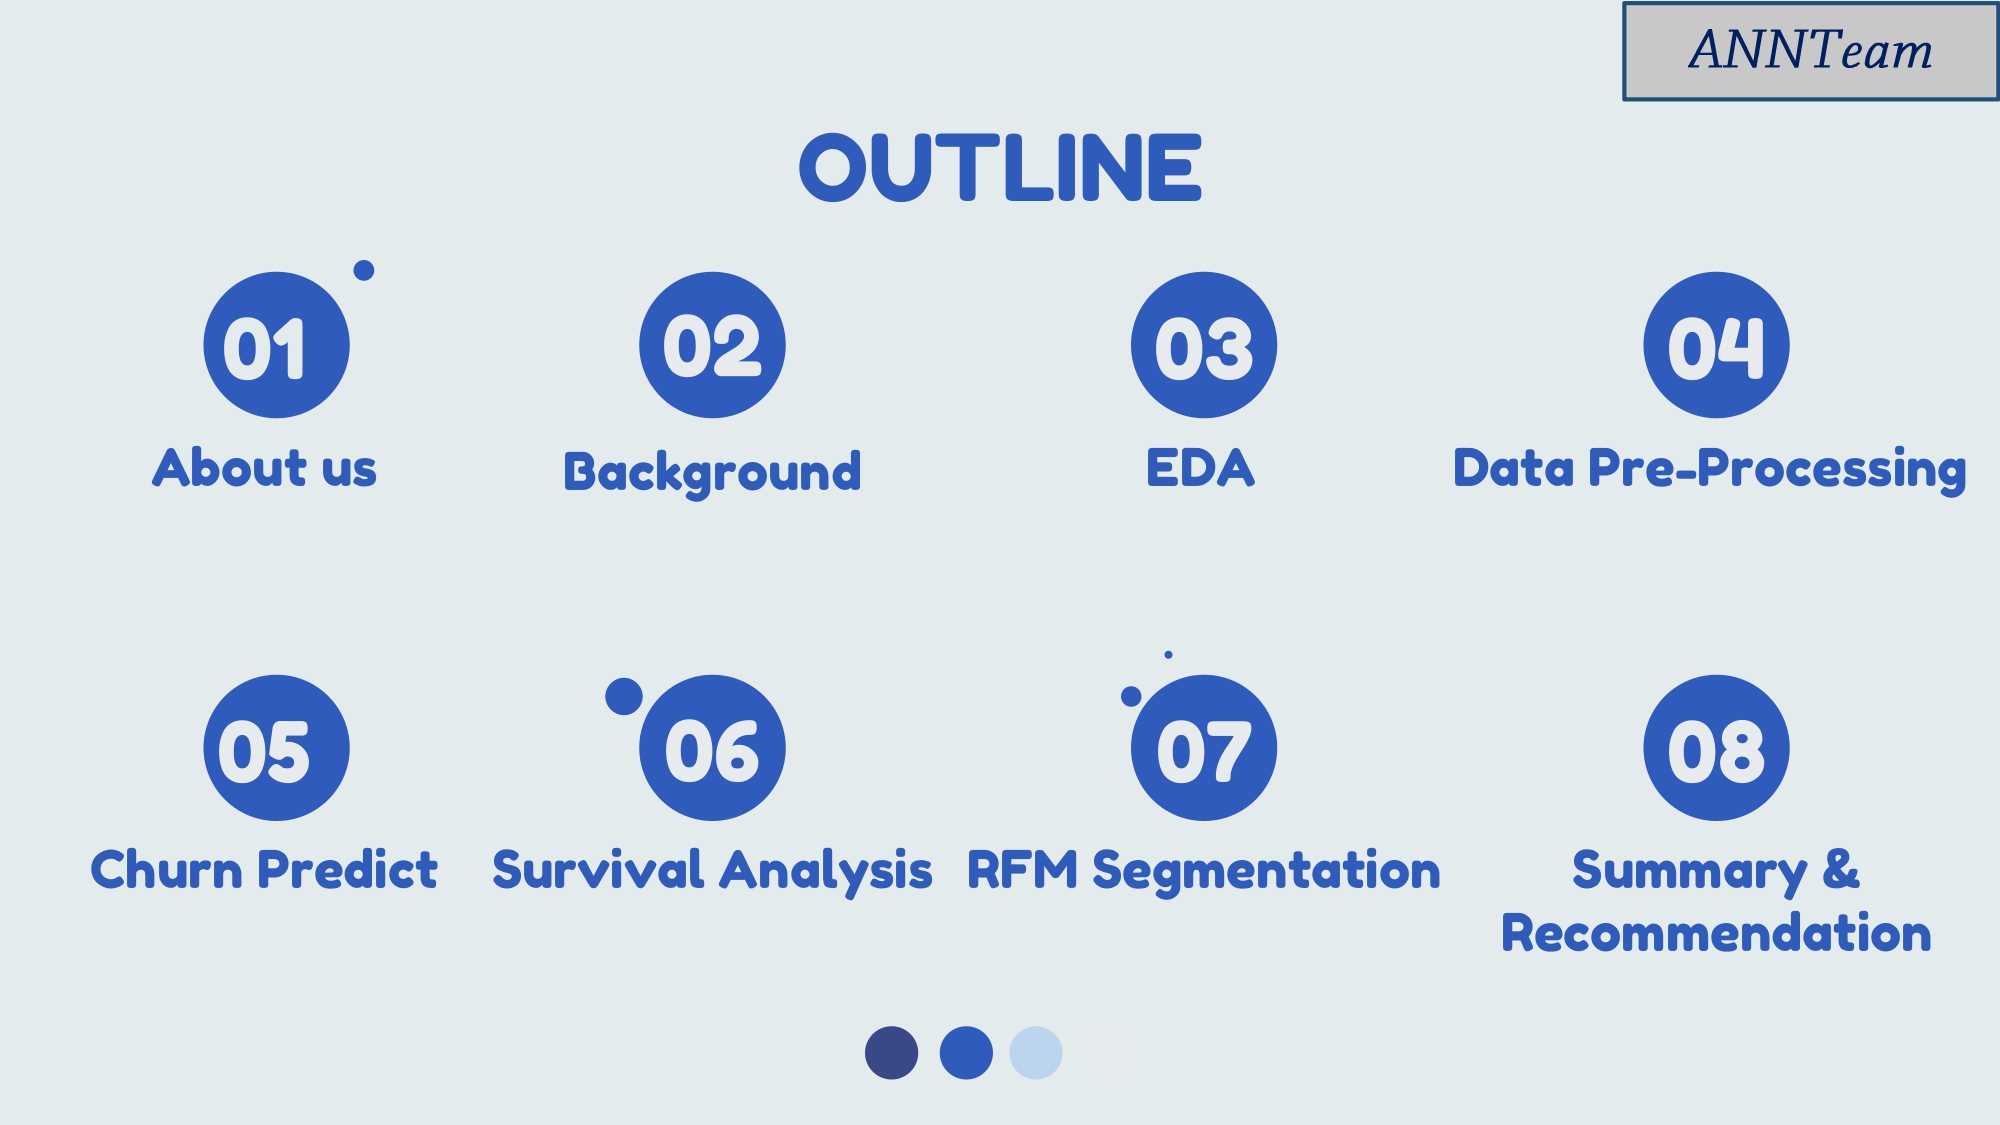 ANNTeam
OUTLINE
01
02
03
04
About us
Background
EDA
Data Pre-Processing
05
06
07
08
Churn Predict
Survival Analysis
RFM Segmentation
Summary &
Recommendation